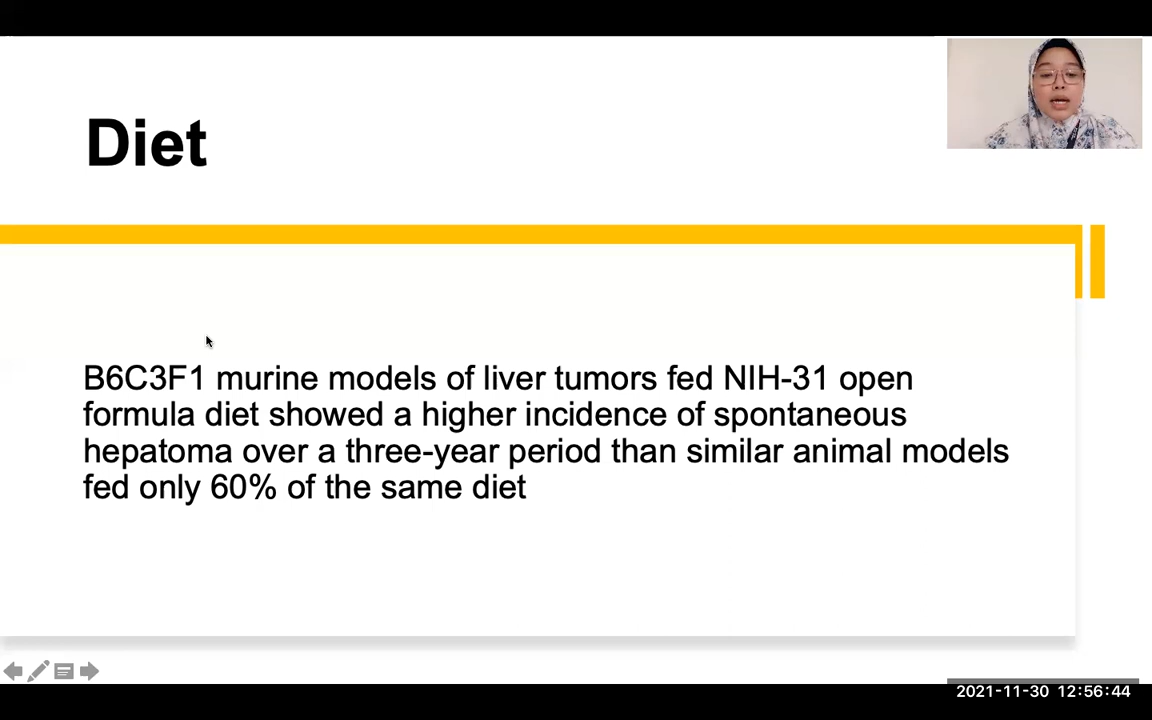 Diet
B6C3F1 murine models of liver tumors fed NIH-31 open
formula diet showed a higher incidence of spontaneous
hepatoma over a three-year period than similar animal models
fed only 60% of the same diet
2021-11-30 12:56:44